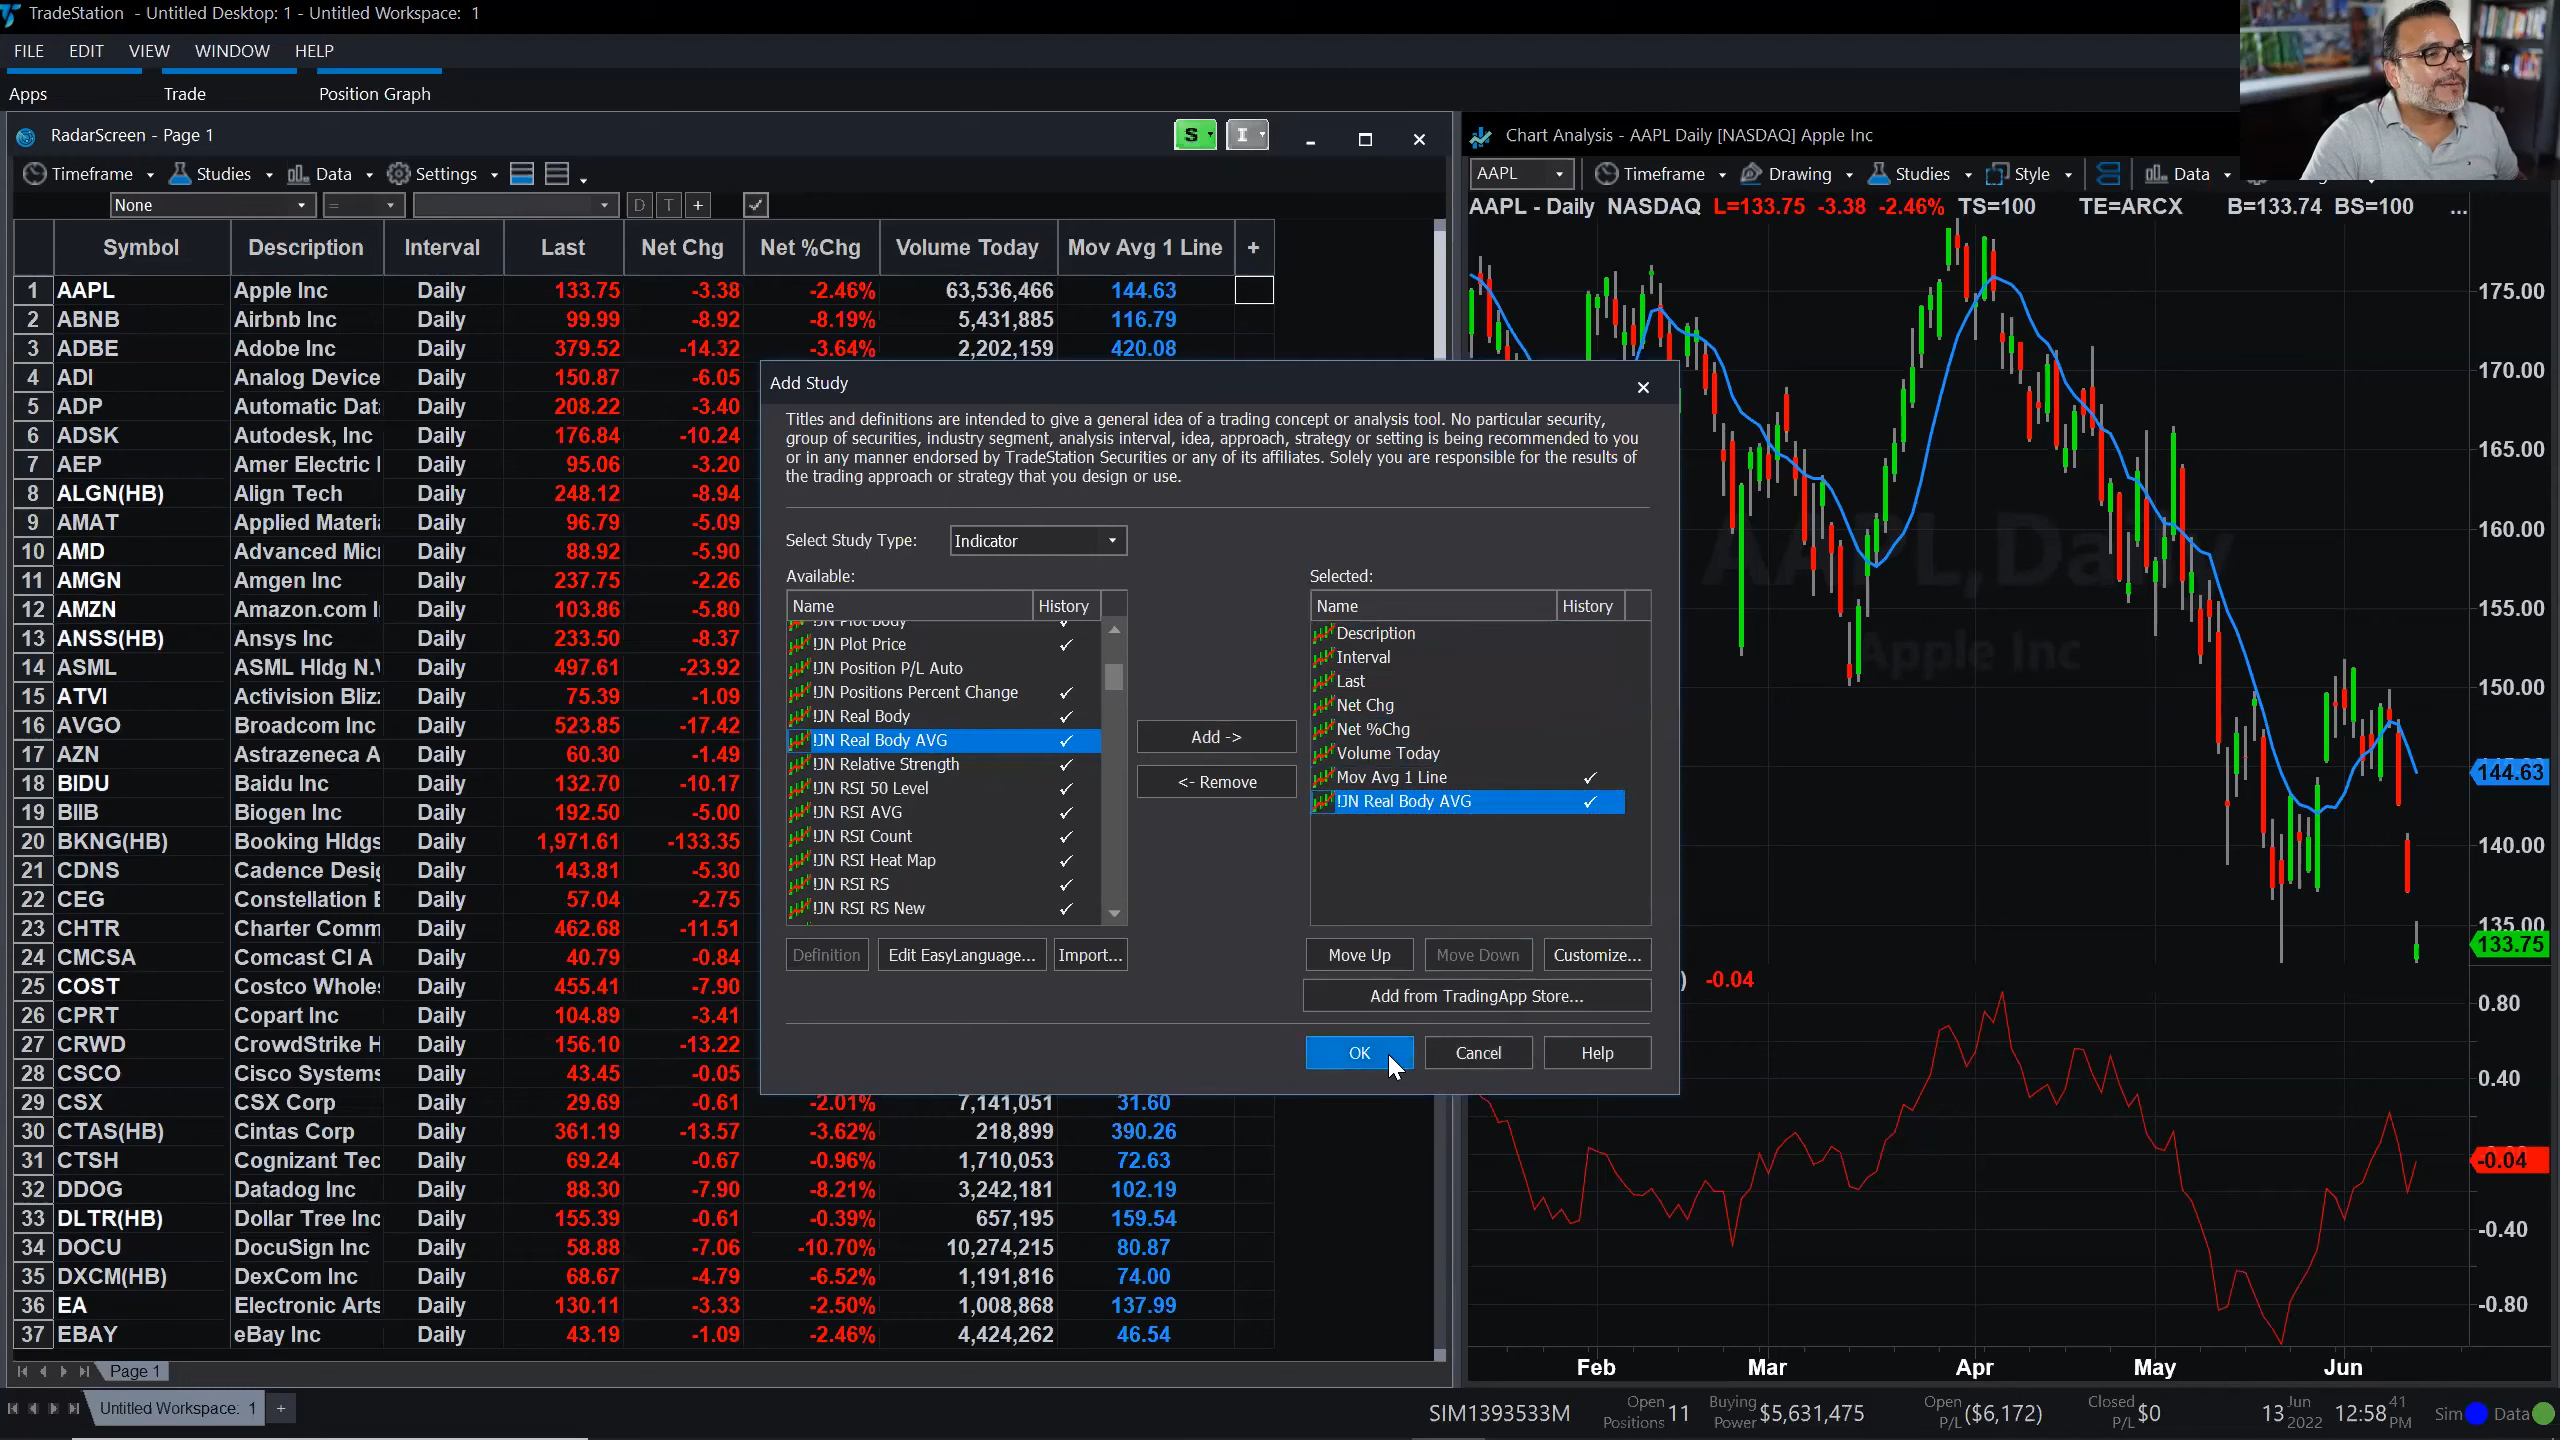 TradeStation - Untitled Desktop: 1 - Untitled Workspace: 1
FILE EDIT VIEW WINDOW HELP
Apps Trade Position Graph
RadarScreen - Page 1
S I
Timeframe Studies Data Settings
None = D T +
Symbol Description Interval Last Net Chg Net %Chg Volume Today Mov Avg 1 Line +
1 AAPL Apple Inc Daily 133.75 -3.38 -2.46% 63,536,466 144.63
2 ABNB Airbnb Inc Daily 99.99 -8.92 -8.19% 5,431,885 116.79
3 ADBE Adobe Inc Daily 379.52 -14.32 -3.64% 2,202,159 420.08
4 ADI Analog Device Daily 150.87 -6.05
5 ADP Automatic Dat Daily 208.22 -3.40
6 ADSK Autodesk, Inc Daily 176.84 -10.24
7 AEP Amer Electric Daily 95.06 -3.20
8 ALGN(HB) Align Tech Daily 248.12 -8.94
9 AMAT Applied Materi Daily 96.79 -5.09
10 AMD Advanced Mic Daily 88.92 -5.90
11 AMGN Amgen Inc Daily 237.75 -2.26
12 AMZN Amazon.com I Daily 103.86 -5.80
13 ANSS(HB) Ansys Inc Daily 233.50 -8.37
14 ASML ASML Hldg N.V Daily 497.61 -23.92
15 ATVI Activision Bliz Daily 75.39 -1.09
16 AVGO Broadcom Inc Daily 523.85 -17.42
17 AZN Astrazeneca A Daily 60.30 -1.49
18 BIDU Baidu Inc Daily 132.70 -10.17
19 BIIB Biogen Inc Daily 192.50 -5.00
20 BKNG(HB) Booking Hldgs Daily 1,971.61 -133.35
21 CDNS Cadence Desi Daily 143.81 -5.30
22 CEG Constellation E Daily 57.04 -2.75
23 CHTR Charter Comm Daily 462.68 -11.51
24 CMCSA Comcast Cl A Daily 40.79 -0.84
25 COST Costco Whole Daily 455.41 -7.90
26 CPRT Copart Inc Daily 104.89 -3.41
27 CRWD CrowdStrike H Daily 156.10 -13.22
28 CSCO Cisco Systems Daily 43.45 -0.05
29 CSX CSX Corp Daily 29.69 -0.61 -2.01% 7,141,051 31.60
30 CTAS(HB) Cintas Corp Daily 361.19 -13.57 -3.62% 218,899 390.26
31 CTSH Cognizant Tec Daily 69.24 -0.67 -0.96% 1,710,053 72.63
32 DDOG Datadog Inc Daily 88.30 -7.90 -8.21% 3,242,181 102.19
33 DLTR(HB) Dollar Tree Inc Daily 155.39 -0.61 -0.39% 657,195 159.54
34 DOCU DocuSign Inc Daily 58.88 -7.06 -10.70% 10,274,215 80.87
35 DXCM(HB) DexCom Inc Daily 68.67 -4.79 -6.52% 1,191,816 74.00
36 EA Electronic Arts Daily 130.11 -3.33 -2.50% 1,008,868 137.99
37 EBAY eBay Inc Daily 43.19 -1.09 -2.46% 4,424,262 46.54
Page 1
Add Study
Titles and definitions are intended to give a general idea of a trading concept or analysis tool. No particular security,
group of securities, industry segment, analysis interval, idea, approach, strategy or setting is being recommended to you
or in any manner endorsed by TradeStation Securities or any of its affiliates. Solely you are responsible for the results of
the trading approach or strategy that you design or use.
Select Study Type: Indicator
Available:
Name History
!JN Plot Body
!JN Plot Price
!JN Position P/L Auto
!JN Positions Percent Change
!JN Real Body
!JN Real Body AVG
!JN Relative Strength
!JN RSI 50 Level
!JN RSI AVG
!JN RSI Count
!JN RSI Heat Map
!JN RSI RS
!JN RSI RS New
Add ->
<- Remove
Selected:
Name History
Description
Interval
Last
Net Chg
Net %Chg
Volume Today
Mov Avg 1 Line
!JN Real Body AVG
Definition Edit EasyLanguage... Import... Move Up Move Down Customize...
Add from TradingApp Store...
OK Cancel Help
Chart Analysis - AAPL Daily [NASDAQ] Apple Inc
AAPL Timeframe Drawing Studies Style Data
AAPL - Daily NASDAQ L=133.75 -3.38 -2.46% TS=100 TE=ARCX B=133.74 BS=100 ...
AAPL,Daily
Apple Inc
175.00
170.00
165.00
160.00
155.00
150.00
144.63
140.00
135.00
133.75
) -0.04
0.80
0.40
-0.04
-0.40
-0.80
Feb Mar Apr May Jun
Untitled Workspace: 1 +
SIM1393533M Open Positions 11 Buying Power $5,631,475 Open P/L ($6,172) Closed P/L $0 13 Jun 2022 12:58 41 PM Sim Data